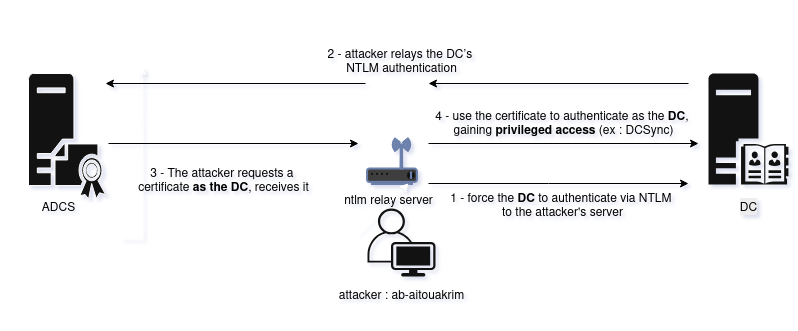 2 - attacker relays the DC's
NTLM authentication
4 - use the certificate to authenticate as the DC,
gaining privileged access (ex : DCSync)
3 - The attacker requests a
certificate as the DC, receives it
ntlm relay server
1 - force the DC to authenticate via NTLM
to the attacker's server
ADCS
DC
attacker : ab-aitouakrim